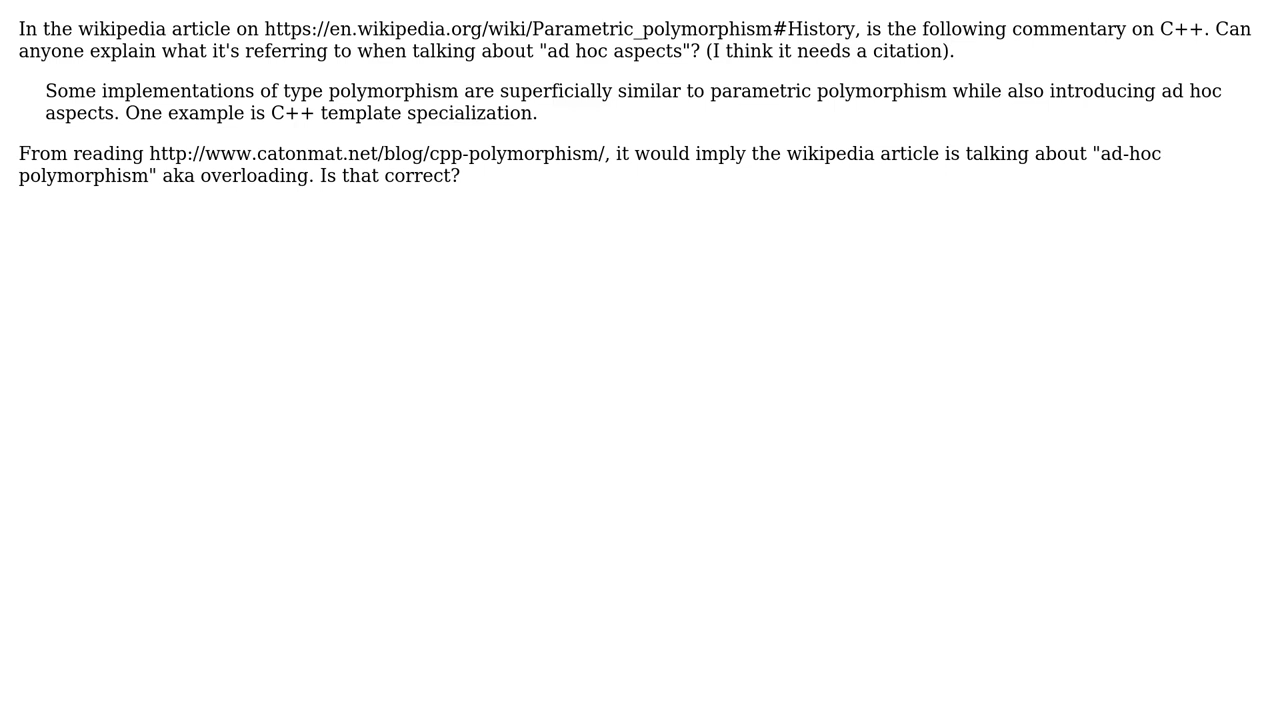 In the wikipedia article on https://en.wikipedia.org/wiki/Parametric_polymorphism#History, is the following commentary on C++. Can
anyone explain what it's referring to when talking about "ad hoc aspects"? (I think it needs a citation).
Some implementations of type polymorphism are superficially similar to parametric polymorphism while also introducing ad hoc
aspects. One example is C++ template specialization.
From reading http://www.catonmat.net/blog/cpp-polymorphism/, it would imply the wikipedia article is talking about "ad-hoc
polymorphism" aka overloading. Is that correct?